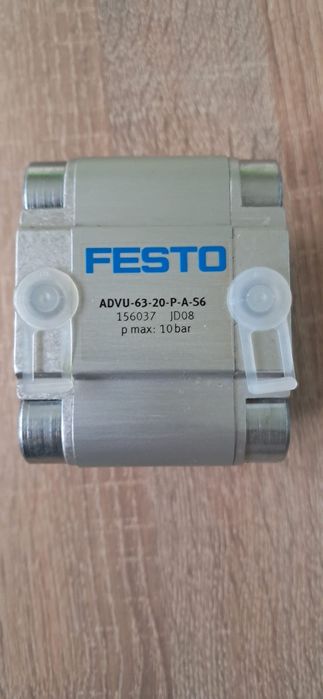 FESTO
ADVU-63-20-P-A-S6
156037 JD08
p max: 10 bar